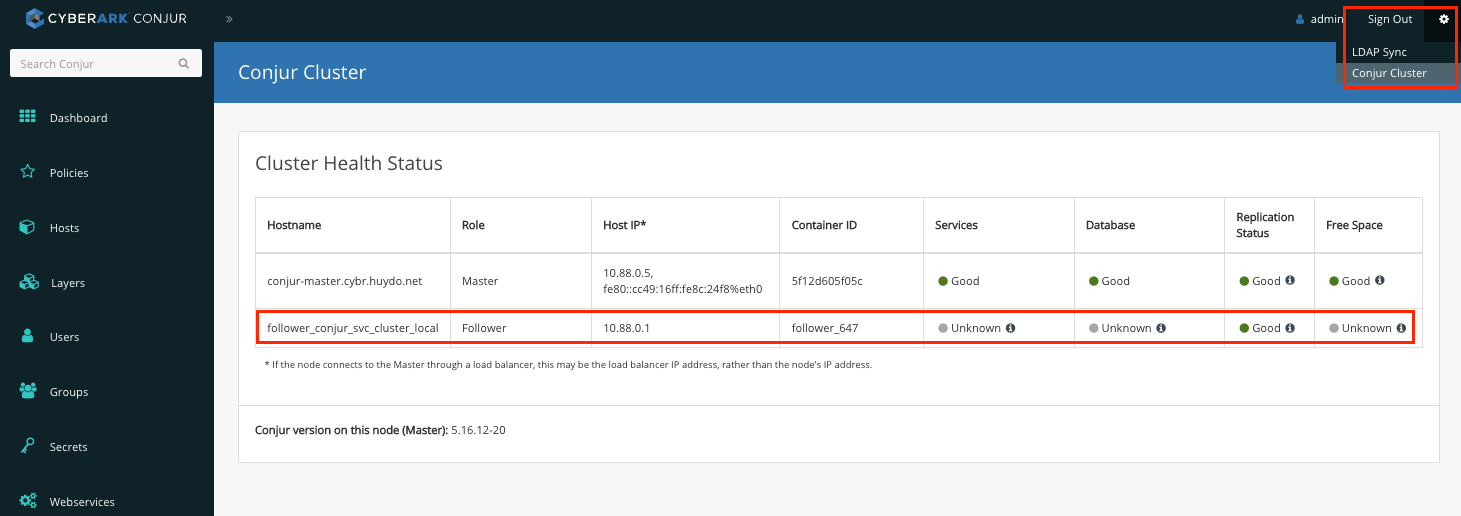 CYBERARK CONJUR
»
admin
Sign Out
LDAP Sync
Conjur Cluster
Search Conjur
Dashboard
Policies
Hosts
Layers
Users
Groups
Secrets
Webservices
Conjur Cluster
Cluster Health Status
Hostname Role Host IP* Container ID Services Database Replication Status Free Space
conjur-master.cybr.huydo.net Master 10.88.0.5, fe80::cc49:16ff:fe8c:24f8%eth0 5f12d605f05c Good Good Good Good
follower_conjur_svc_cluster_local Follower 10.88.0.1 follower_647 Unknown Unknown Good Unknown
* If the node connects to the Master through a load balancer, this may be the load balancer IP address, rather than the node's IP address.
Conjur version on this node (Master): 5.16.12-20